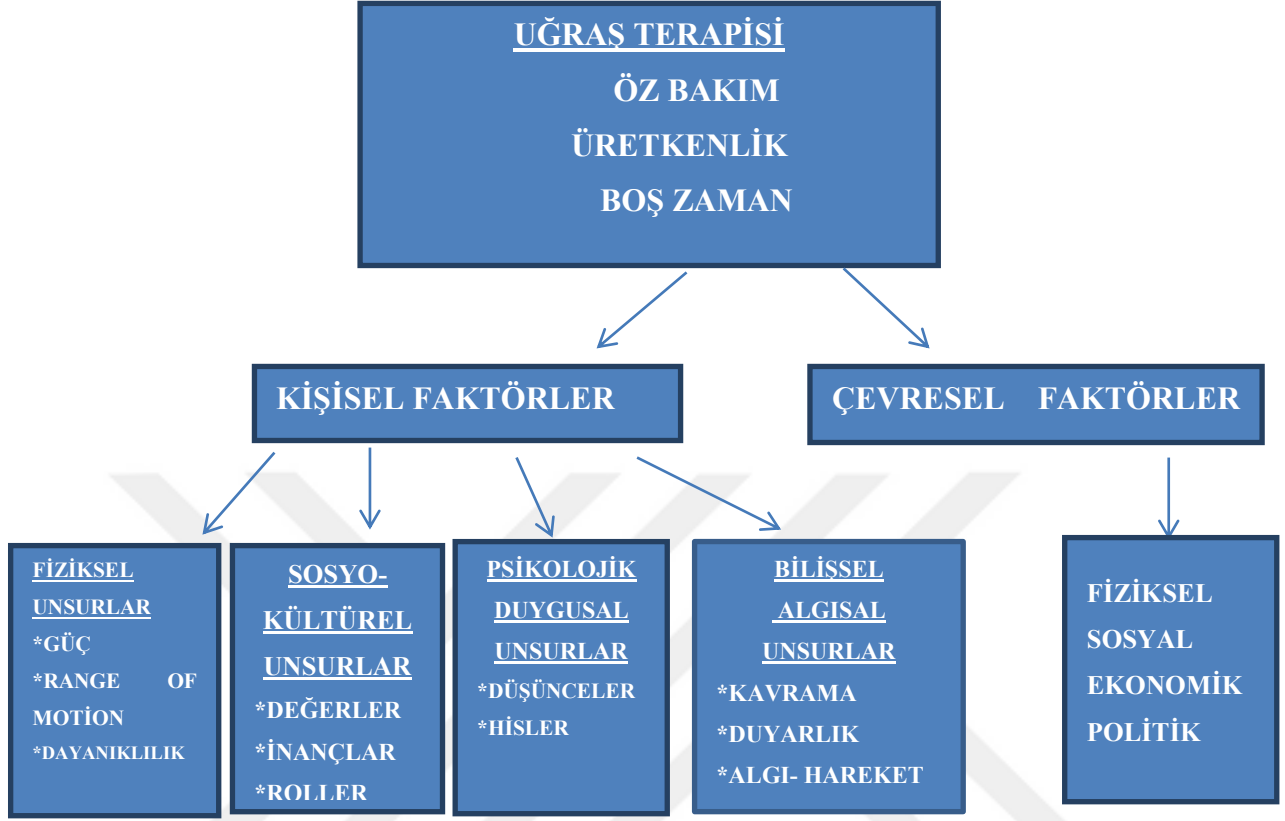 UĞRAŞ TERAPİSİ
ÖZ BAKIM
ÜRETKENLİK
BOŞ ZAMAN
KİŞİSEL FAKTÖRLER
ÇEVRESEL FAKTÖRLER
FİZİKSEL
UNSURLAR
*GÜÇ
*RANGE OF
MOTİON
*DAYANIKLILIK
SOSYO-
KÜLTÜREL
UNSURLAR
*DEĞERLER
*İNANÇLAR
*ROLLER
PSİKOLOJİK
DUYGUSAL
UNSURLAR
*DÜŞÜNCELER
*HİSLER
BİLİŞSEL
ALGISAL
UNSURLAR
*KAVRAMA
*DUYARLIK
*ALGI- HAREKET
FİZİKSEL
SOSYAL
EKONOMİK
POLİTİK